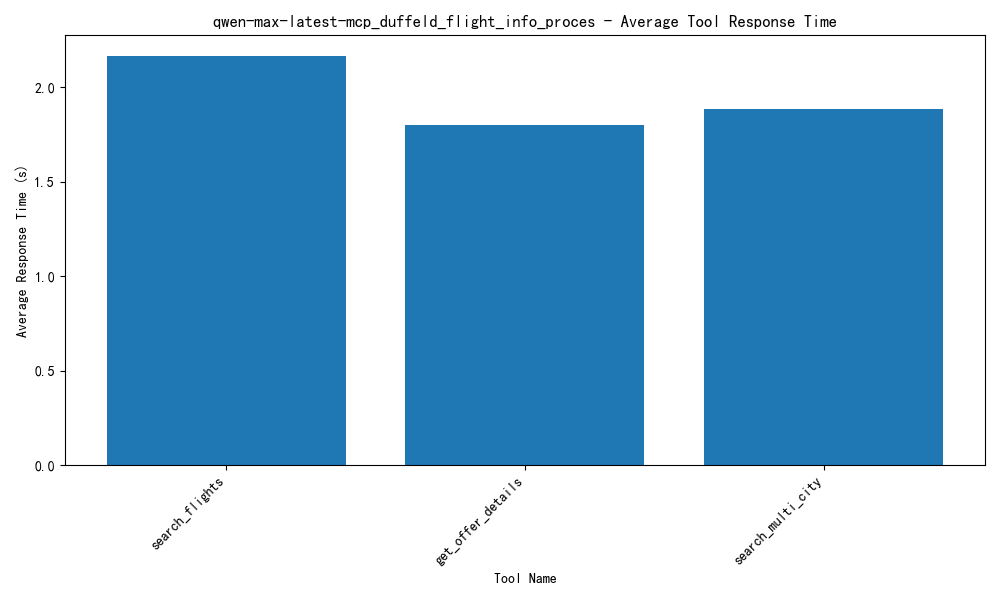 qwen-max-latest-mcp_duffeld_flight_info_proces - Average Tool Response Time
Average Response Time (s)
2.0
1.5
1.0
0.5
0.0
search_flights
get_offer_details
search_multi_city
Tool Name